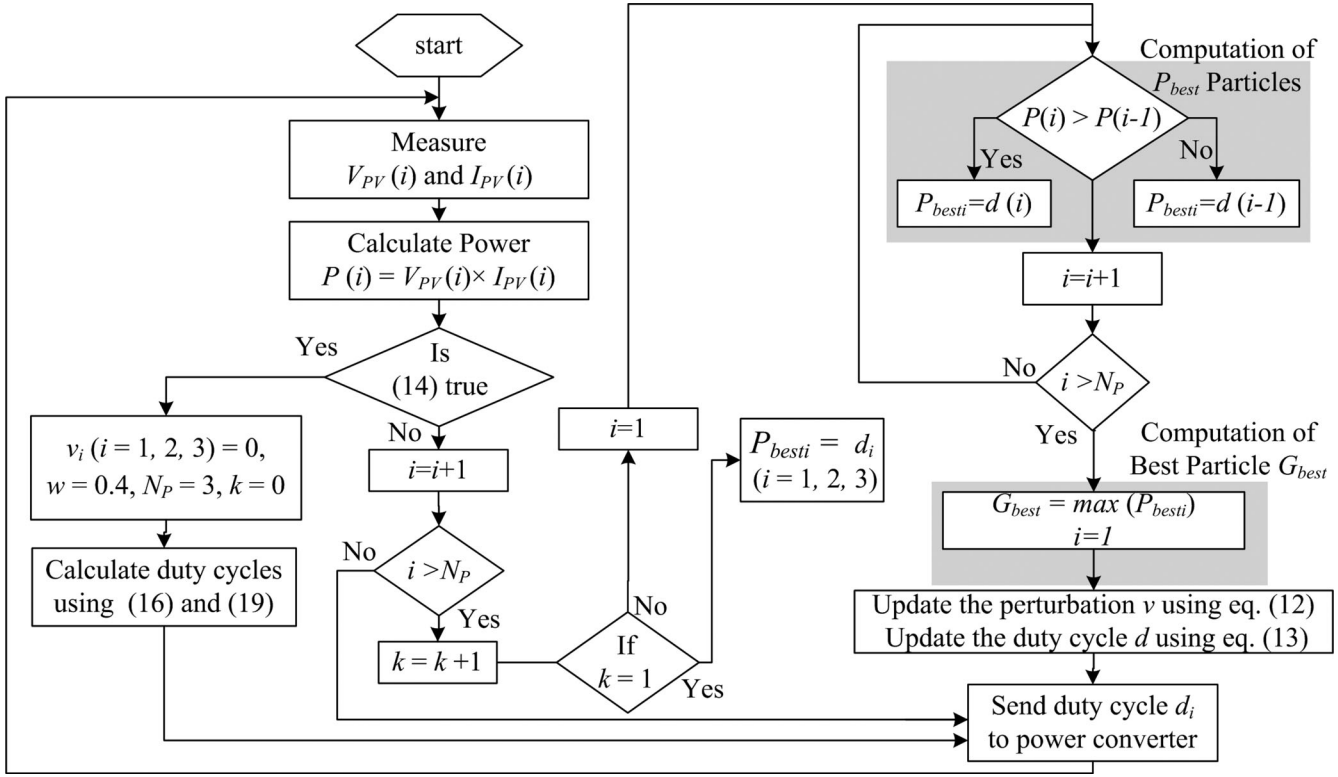 start
Measure
V_PV (i) and I_PV (i)
Calculate Power
P (i) = V_PV (i)× I_PV (i)
Is
(14) true
Yes
No
v_i (i = 1, 2, 3) = 0,
w = 0.4, N_P = 3, k = 0
Calculate duty cycles
using (16) and (19)
i=i+1
i >N_P
No
Yes
k = k +1
If
k = 1
No
Yes
i=1
P_besti = d_i
(i = 1, 2, 3)
Computation of
P_best Particles
P(i) > P(i-1)
Yes
No
P_besti=d (i)
P_besti=d (i-1)
i=i+1
i >N_P
No
Yes
Computation of
Best Particle G_best
G_best = max (P_besti)
i=1
Update the perturbation v using eq. (12)
Update the duty cycle d using eq. (13)
Send duty cycle d_i
to power converter